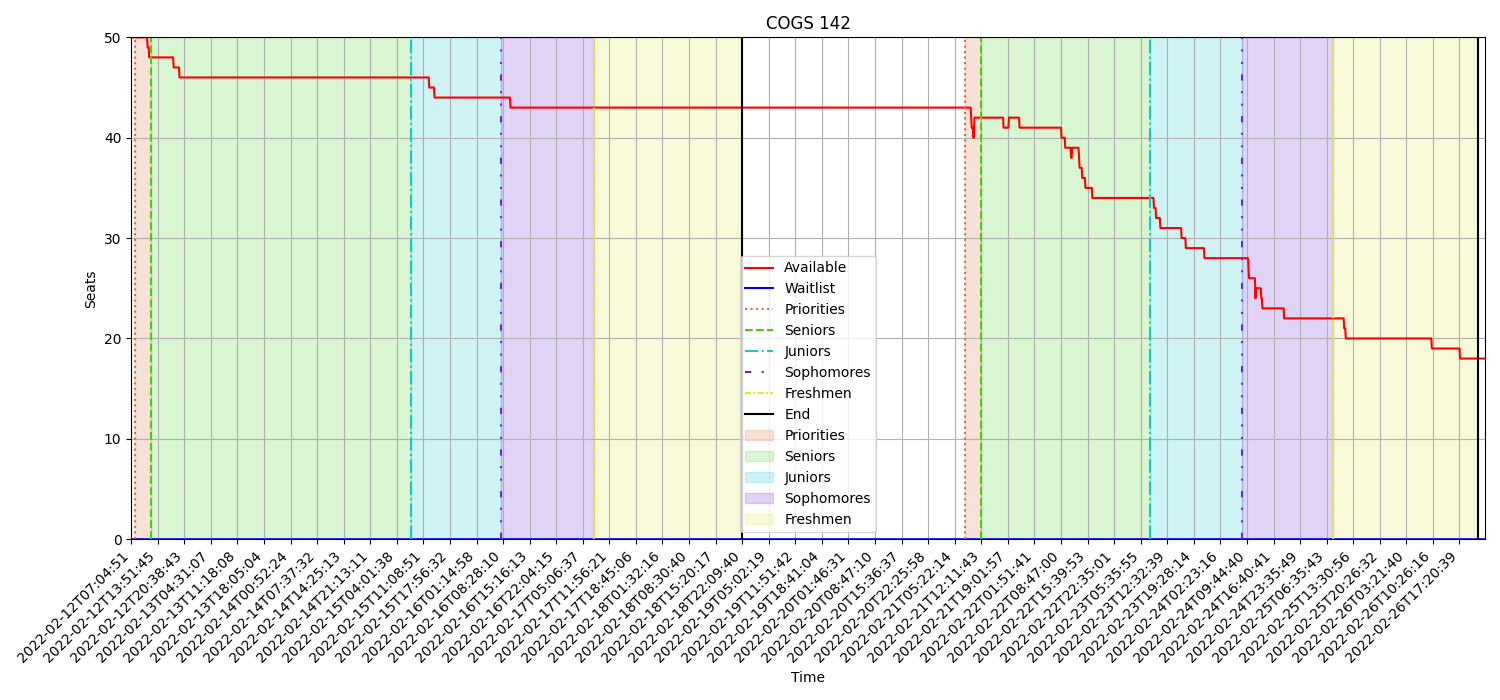 COGS 142
50
40
30
20
10
0
Seats
Available
Waitlist
Priorities
Seniors
Juniors
Sophomores
Freshmen
End
Priorities
Seniors
Juniors
Sophomores
Freshmen
2022-02-12T07:04:51
2022-02-12T13:51:45
2022-02-12T20:38:43
2022-02-13T04:31:07
2022-02-13T11:18:08
2022-02-13T18:05:04
2022-02-14T00:52:24
2022-02-14T07:37:32
2022-02-14T14:25:13
2022-02-14T21:13:11
2022-02-15T04:01:38
2022-02-15T11:08:51
2022-02-15T17:56:32
2022-02-16T01:14:58
2022-02-16T08:28:10
2022-02-16T15:16:13
2022-02-16T22:04:15
2022-02-17T05:06:37
2022-02-17T11:56:21
2022-02-17T18:45:06
2022-02-18T01:32:16
2022-02-18T08:30:40
2022-02-18T15:20:17
2022-02-18T22:09:40
2022-02-19T05:02:19
2022-02-19T11:51:42
2022-02-19T18:41:04
2022-02-20T01:46:31
2022-02-20T08:47:10
2022-02-20T15:36:37
2022-02-20T22:25:58
2022-02-21T05:22:14
2022-02-21T12:11:43
2022-02-21T19:01:57
2022-02-22T01:51:41
2022-02-22T08:47:00
2022-02-22T15:39:53
2022-02-22T22:35:01
2022-02-23T05:35:55
2022-02-23T12:32:39
2022-02-23T19:28:14
2022-02-24T02:23:16
2022-02-24T09:44:40
2022-02-24T16:40:41
2022-02-24T23:35:49
2022-02-25T06:35:43
2022-02-25T13:30:56
2022-02-25T20:26:32
2022-02-26T03:21:40
2022-02-26T10:26:16
2022-02-26T17:20:39
Time